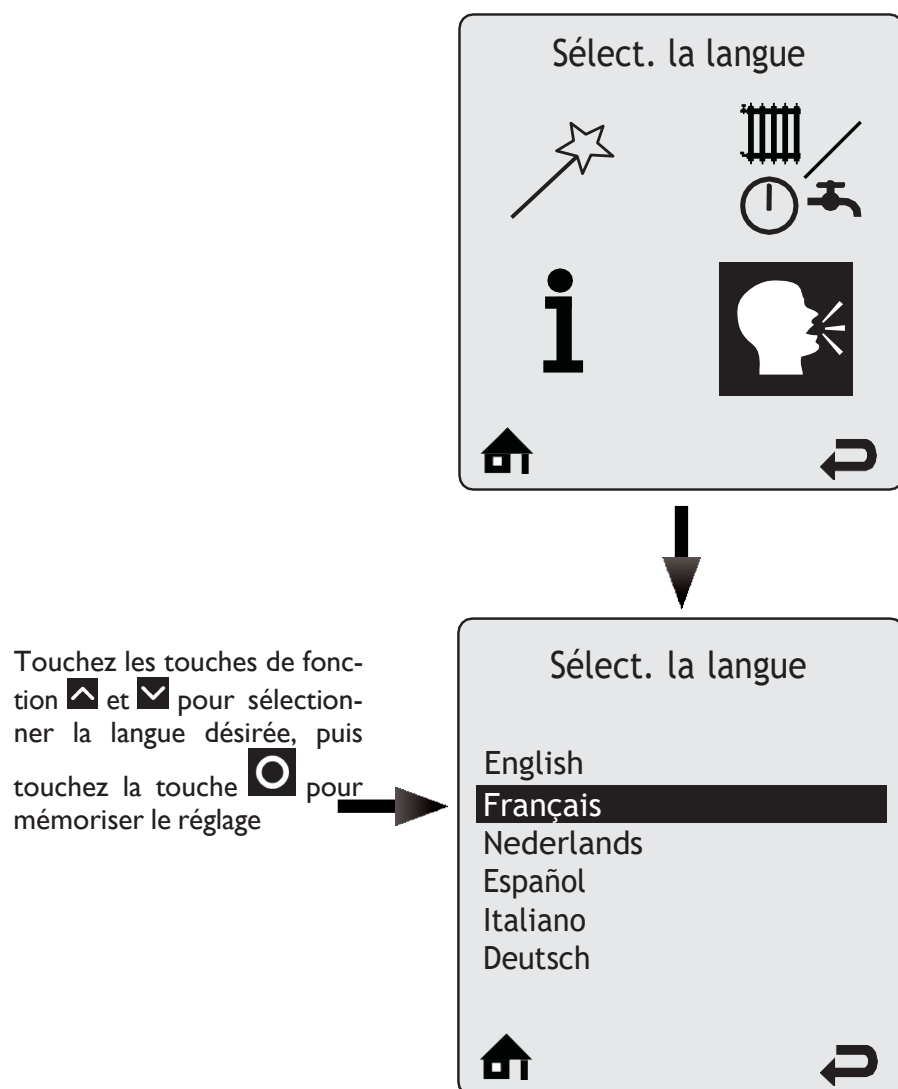 Sélect. la langue
Touchez les touches de fonc-
tion et pour sélection-
ner la langue désirée, puis
touchez la touche pour
mémoriser le réglage
Sélect. la langue
English
Français
Nederlands
Español
Italiano
Deutsch